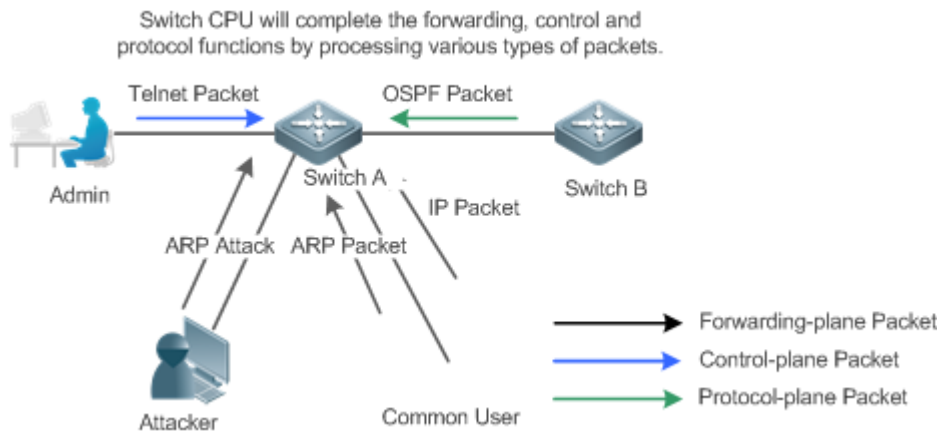 Switch CPU will complete the forwarding, control and
protocol functions by processing various types of packets.
Telnet Packet
OSPF Packet
Admin
Switch A
Switch B
IP Packet
ARP Attack
ARP Packet
Forwarding-plane Packet
Control-plane Packet
Protocol-plane Packet
Attacker
Common User